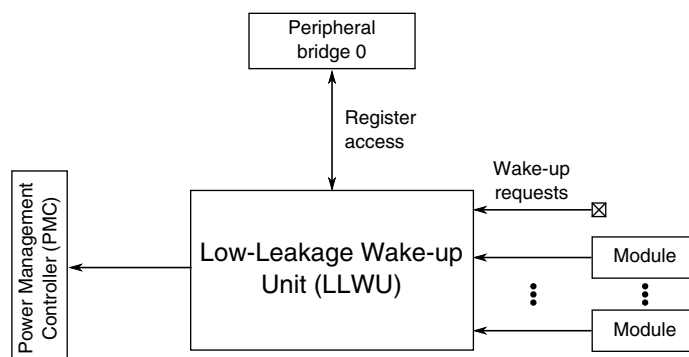 Peripheral
bridge 0
Register
access
Wake-up
requests
Power Management
Controller (PMC)
Low-Leakage Wake-up
Unit (LLWU)
Module
Module